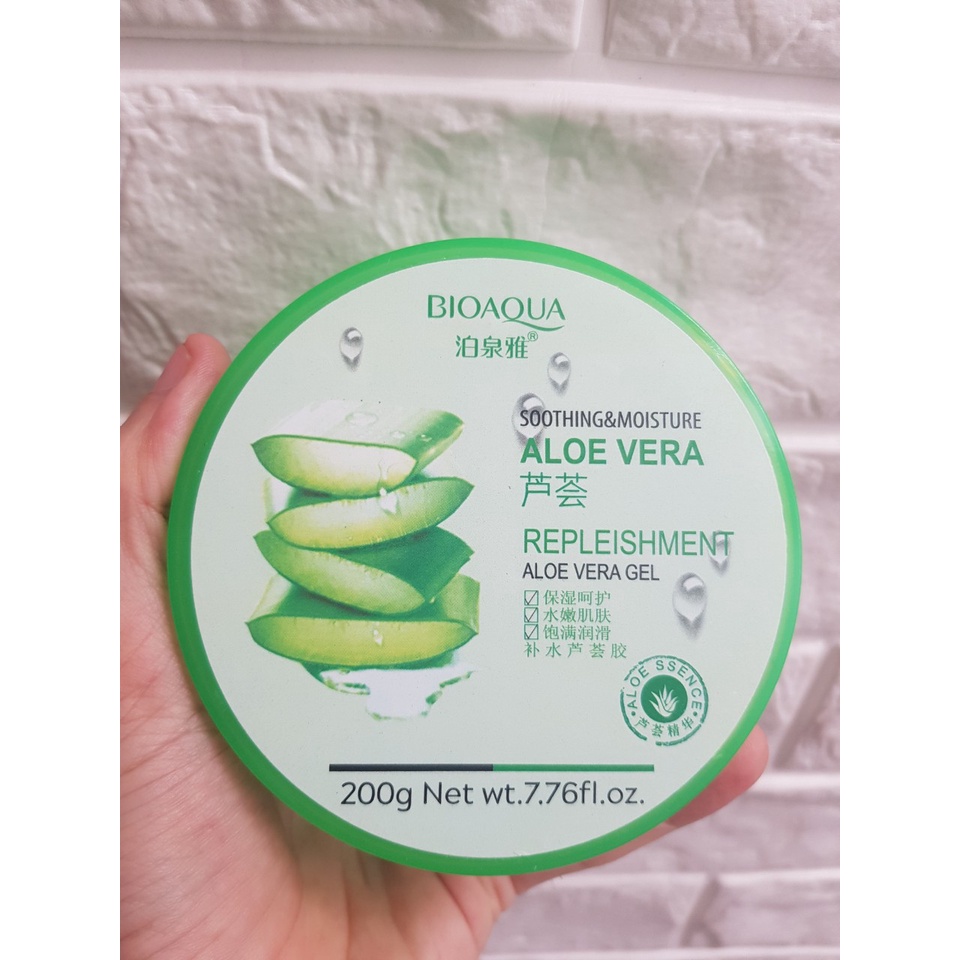 BIOAQUA
泊泉雅®
SOOTHING&MOISTURE
ALOE VERA
芦荟
REPLEISHMENT
ALOE VERA GEL
☑保湿呵护
☑水嫩肌肤
☑饱满润滑
补水芦荟胶
•ALOE SSENCE•
芦荟精华
200g Net wt.7.76fl.oz.